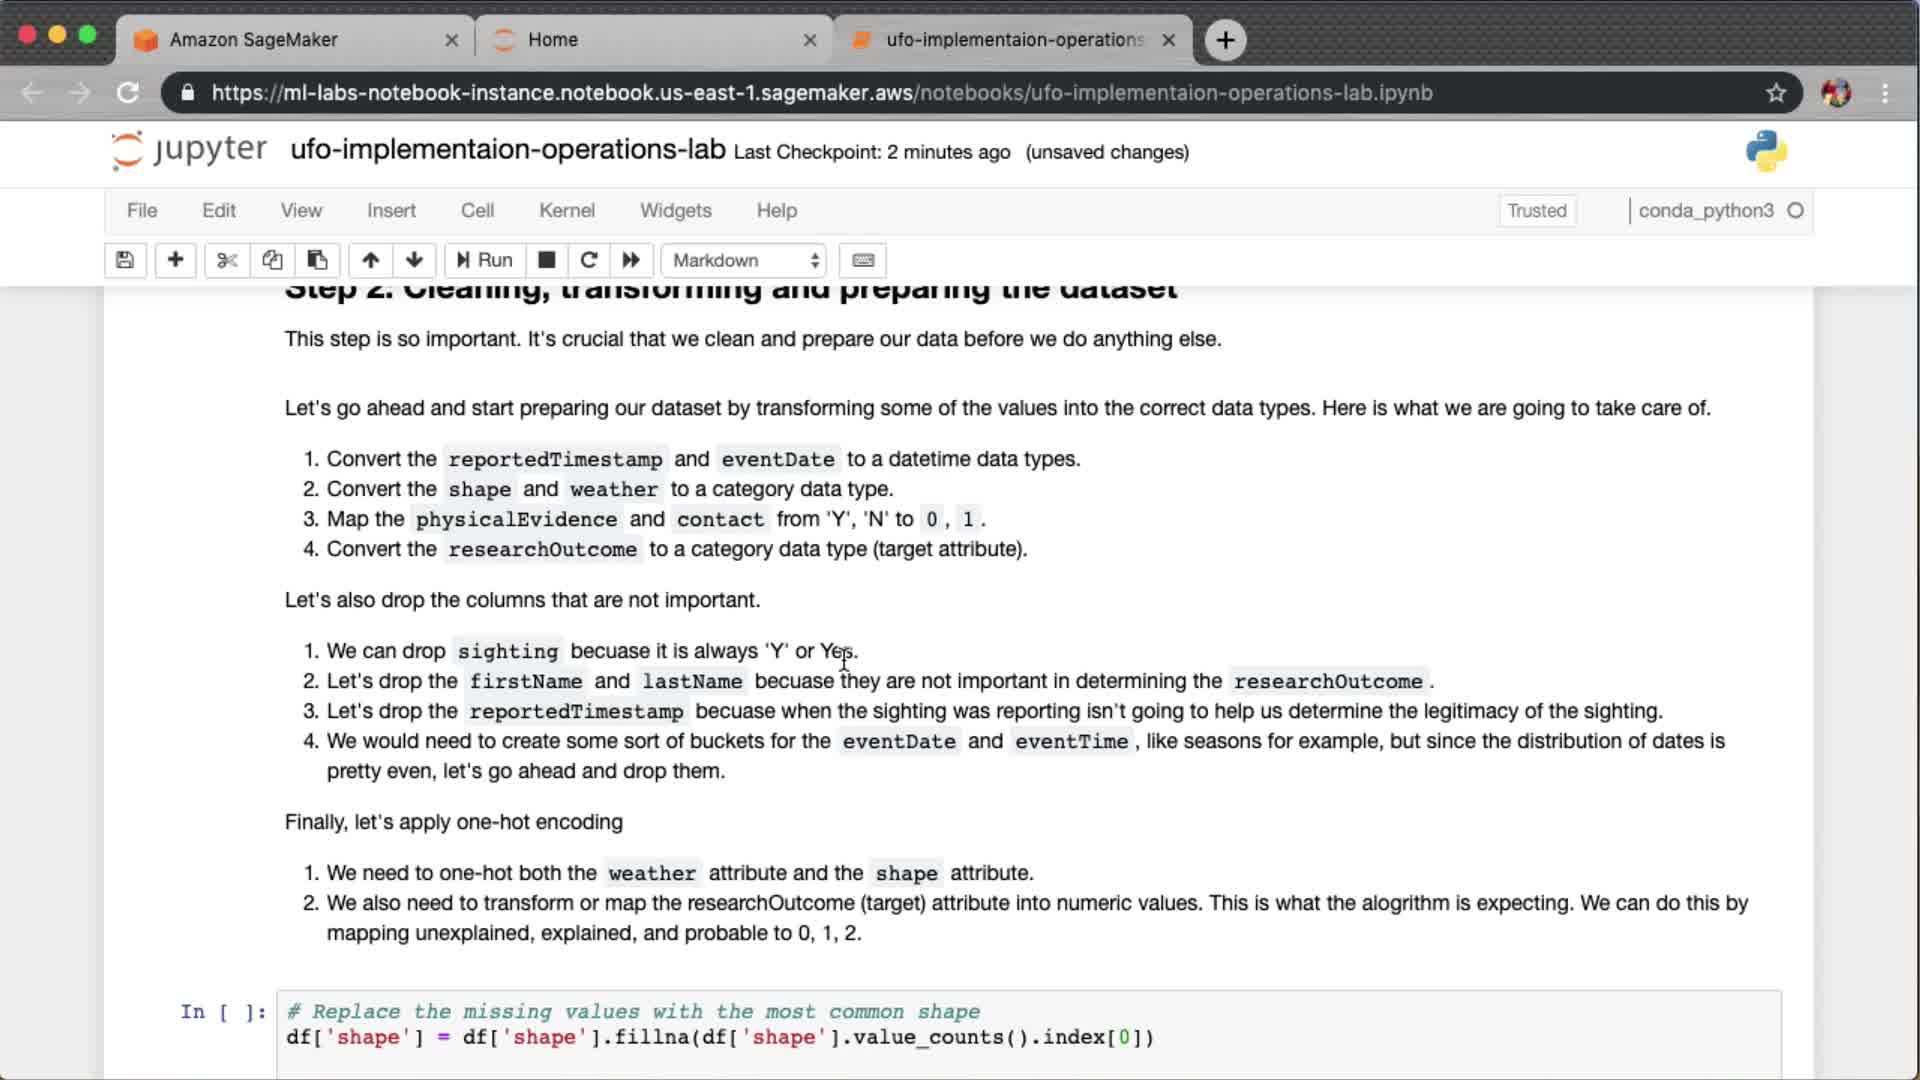 Amazon SageMaker
Home
ufo-implementaion-operations
https://ml-labs-notebook-instance.notebook.us-east-1.sagemaker.aws/notebooks/ufo-implementaion-operations-lab.ipynb
jupyter ufo-implementaion-operations-lab Last Checkpoint: 2 minutes ago (unsaved changes)
File Edit View Insert Cell Kernel Widgets Help Trusted conda_python3
Run Markdown
Step 2: Cleaning, transforming and preparing the dataset
This step is so important. It's crucial that we clean and prepare our data before we do anything else.
Let's go ahead and start preparing our dataset by transforming some of the values into the correct data types. Here is what we are going to take care of.
1. Convert the reportedTimestamp and eventDate to a datetime data types.
2. Convert the shape and weather to a category data type.
3. Map the physicalEvidence and contact from 'Y', 'N' to 0, 1.
4. Convert the researchOutcome to a category data type (target attribute).
Let's also drop the columns that are not important.
1. We can drop sighting becuase it is always 'Y' or Yes.
2. Let's drop the firstName and lastName becuase they are not important in determining the researchOutcome.
3. Let's drop the reportedTimestamp becuase when the sighting was reporting isn't going to help us determine the legitimacy of the sighting.
4. We would need to create some sort of buckets for the eventDate and eventTime, like seasons for example, but since the distribution of dates is
pretty even, let's go ahead and drop them.
Finally, let's apply one-hot encoding
1. We need to one-hot both the weather attribute and the shape attribute.
2. We also need to transform or map the researchOutcome (target) attribute into numeric values. This is what the alogrithm is expecting. We can do this by
mapping unexplained, explained, and probable to 0, 1, 2.
In [ ]: # Replace the missing values with the most common shape
df['shape'] = df['shape'].fillna(df['shape'].value_counts().index[0])